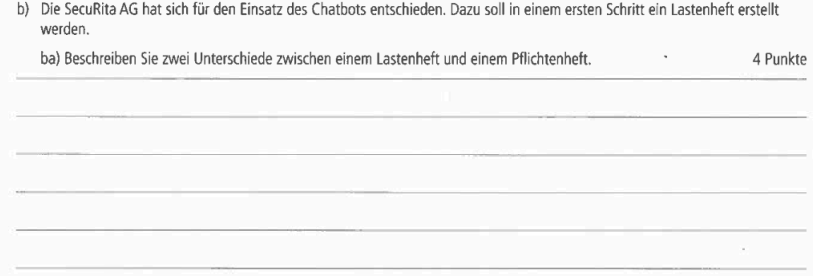 b) Die SecuRita AG hat sich für den Einsatz des Chatbots entschieden. Dazu soll in einem ersten Schritt ein Lastenheft erstellt
werden.
ba) Beschreiben Sie zwei Unterschiede zwischen einem Lastenheft und einem Pflichtenheft. 4 Punkte